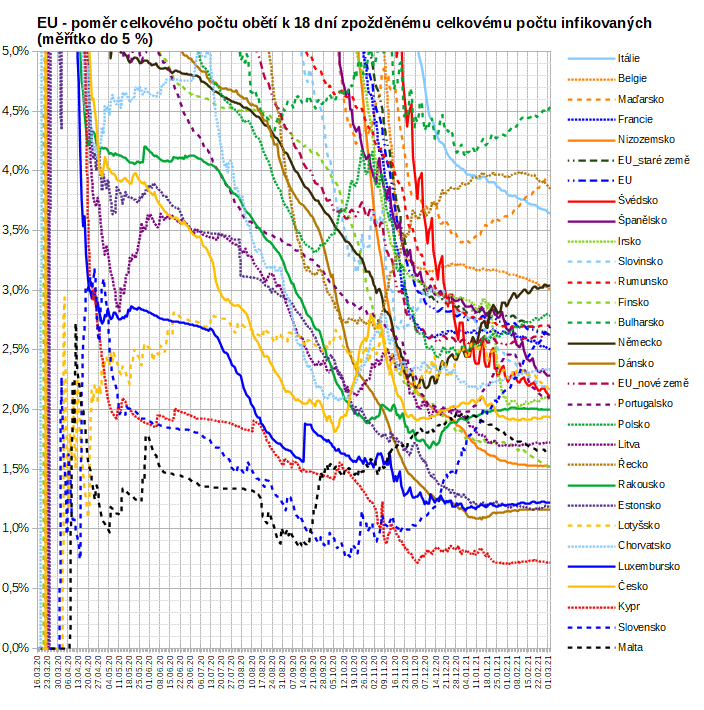 EU - poměr celkového počtu obětí k 18 dní zpožděnému celkovému počtu infikovaných
(měřítko do 5 %)
5,0%
4,5%
4,0%
3,5%
3,0%
2,5%
2,0%
1,5%
1,0%
0,5%
0,0%
16.03.20
23.03.20
30.03.20
06.04.20
13.04.20
20.04.20
27.04.20
04.05.20
11.05.20
18.05.20
25.05.20
01.06.20
08.06.20
15.06.20
22.06.20
29.06.20
06.07.20
13.07.20
20.07.20
27.07.20
03.08.20
10.08.20
17.08.20
24.08.20
31.08.20
07.09.20
14.09.20
21.09.20
28.09.20
05.10.20
12.10.20
19.10.20
26.10.20
02.11.20
09.11.20
16.11.20
23.11.20
30.11.20
07.12.20
14.12.20
21.12.20
28.12.20
04.01.21
11.01.21
18.01.21
25.01.21
01.02.21
08.02.21
15.02.21
22.02.21
01.03.21
Itálie
Belgie
Maďarsko
Francie
Nizozemsko
EU_staré země
EU
Švédsko
Španělsko
Irsko
Slovinsko
Rumunsko
Finsko
Bulharsko
Německo
Dánsko
EU_nové země
Portugalsko
Polsko
Litva
Řecko
Rakousko
Estonsko
Lotyšsko
Chorvatsko
Luxembursko
Česko
Kypr
Slovensko
Malta